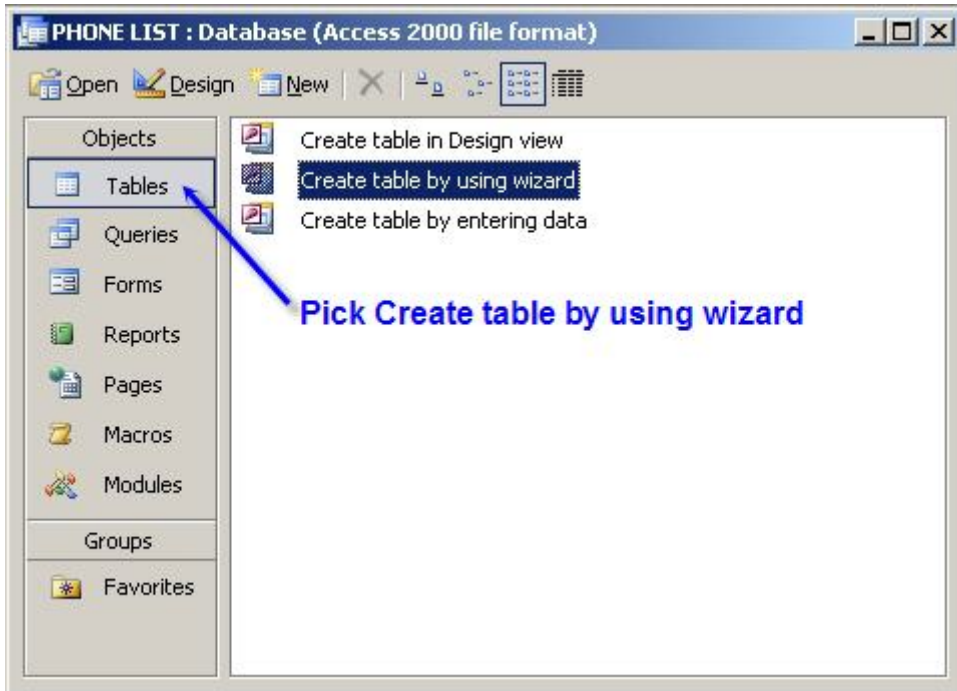 PHONE LIST : Database (Access 2000 file format)
Open Design New
Objects
Tables
Queries
Forms
Reports
Pages
Macros
Modules
Groups
Favorites
Create table in Design view
Create table by using wizard
Create table by entering data
Pick Create table by using wizard